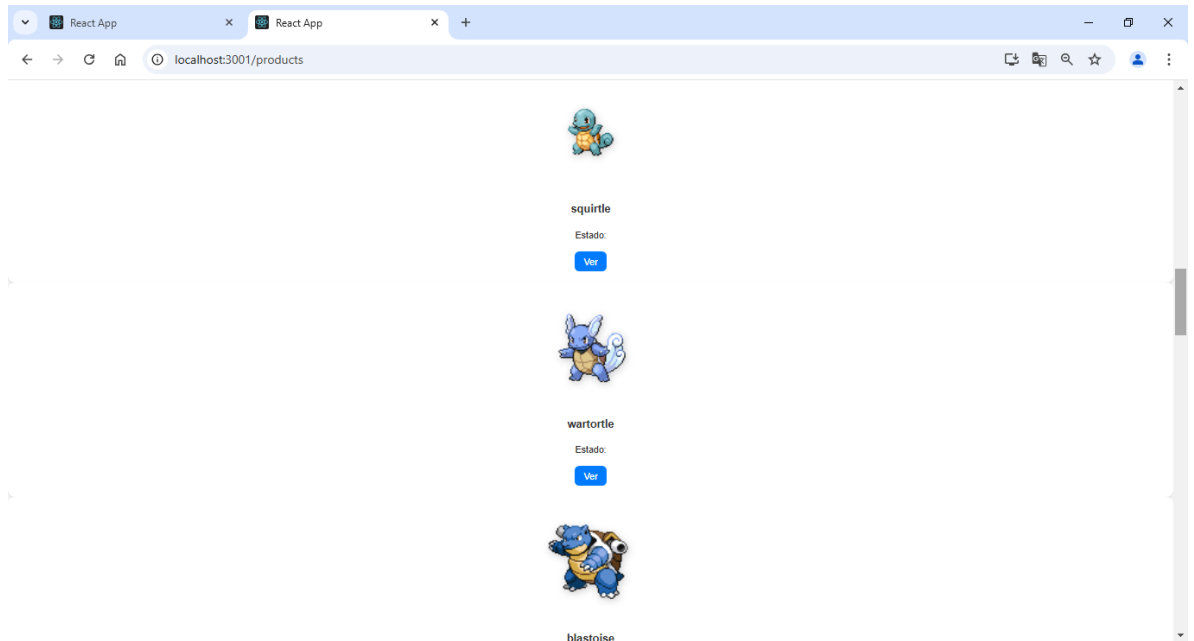 React App
React App
localhost:3001/products
squirtle
Estado:
Ver
wartortle
Estado:
Ver
blastoise